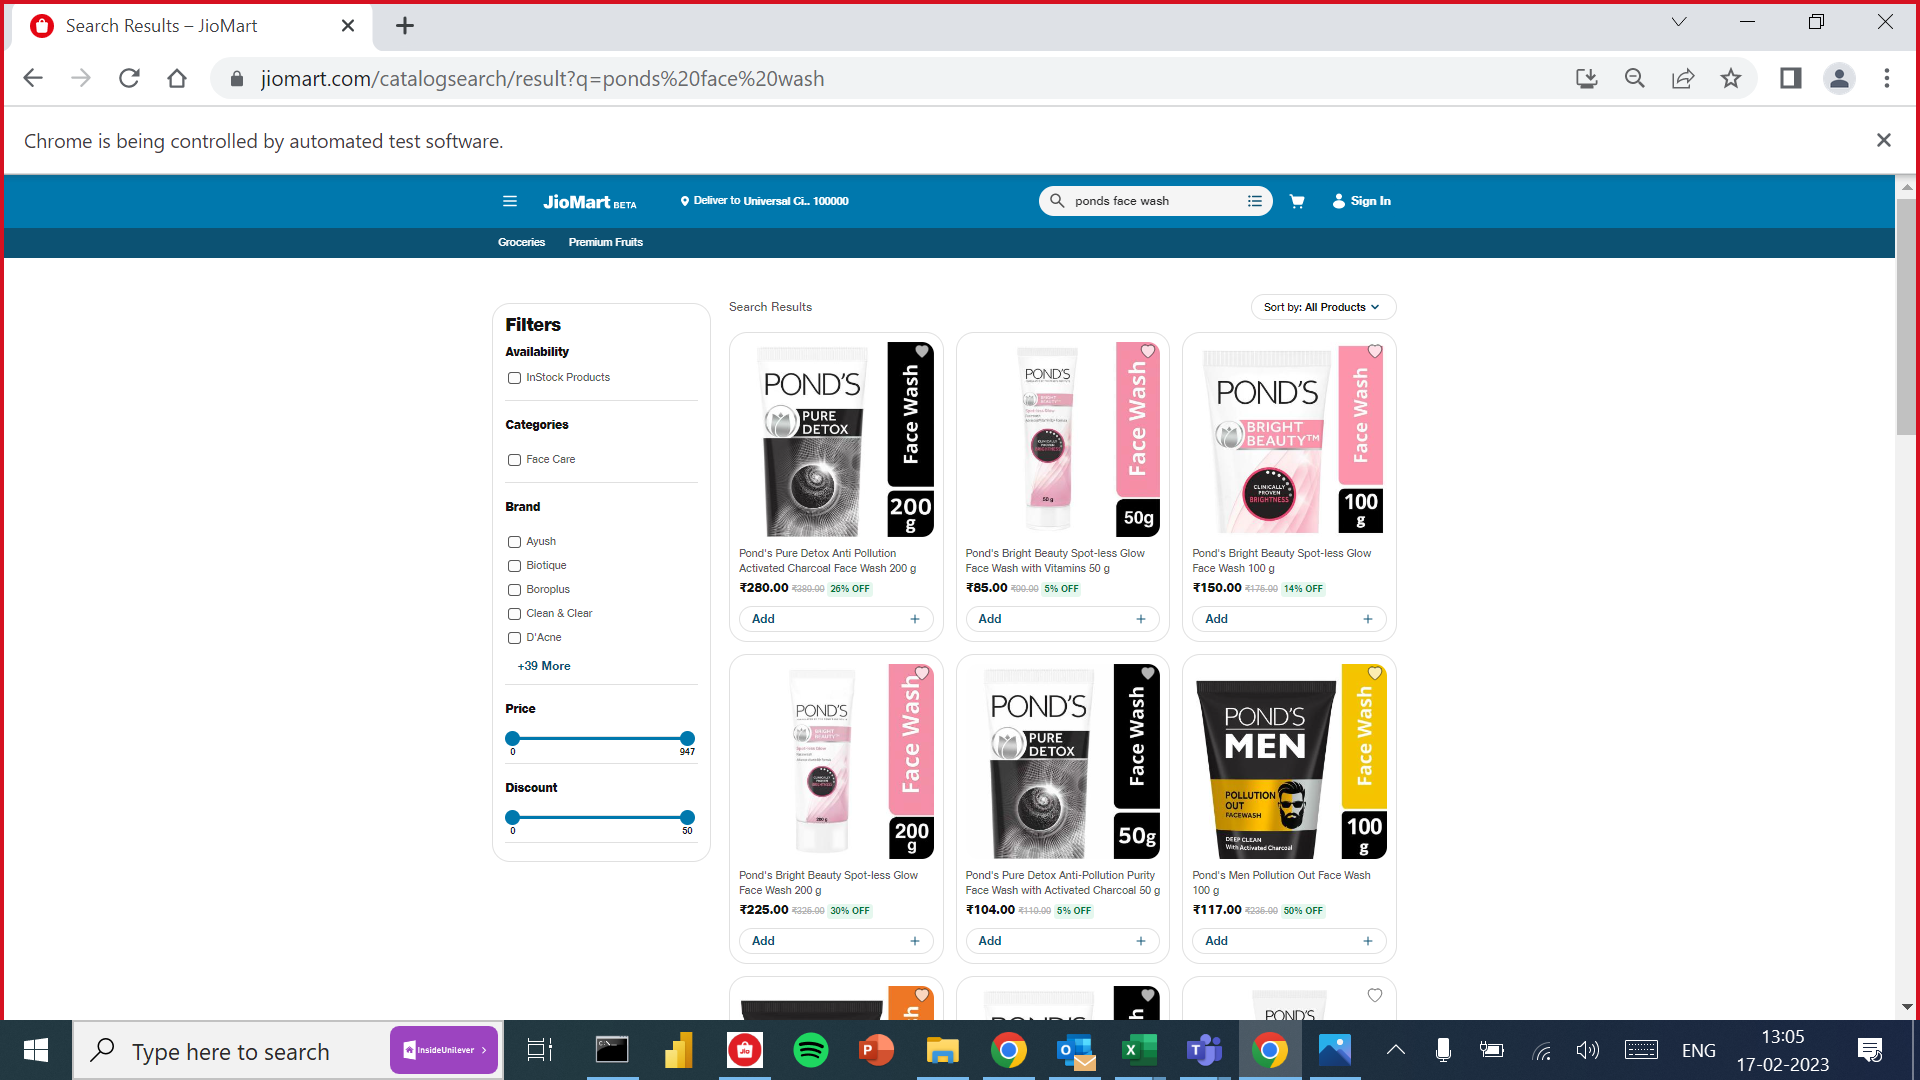 Search Results – JioMart
jiomart.com/catalogsearch/result?q=ponds%20face%20wash
Chrome is being controlled by automated test software.
JioMart BETA
Deliver to Universal Ci... 100000
ponds face wash
Sign In
Groceries
Premium Fruits
Filters
Availability
InStock Products
Categories
Face Care
Brand
Ayush
Biotique
Boroplus
Clean & Clear
D'Acne
+39 More
Price
0
947
Discount
0
50
Search Results
Sort by: All Products
POND'S
PURE
DETOX
Face Wash
200
g
Pond's Pure Detox Anti Pollution
Activated Charcoal Face Wash 200 g
₹280.00 ₹380.00 26% OFF
Add +
POND'S
BRIGHT
BEAUTY™
50 g
Face Wash
50g
Pond's Bright Beauty Spot-less Glow
Face Wash with Vitamins 50 g
₹85.00 ₹90.00 5% OFF
Add +
POND'S
BRIGHT
BEAUTY™
CLINICALLY
PROVEN
BRIGHTNESS
Face Wash
100
g
Pond's Bright Beauty Spot-less Glow
Face Wash 100 g
₹150.00 ₹175.00 14% OFF
Add +
POND'S
BRIGHT
BEAUTY™
200 g
Face Wash
200
g
Pond's Bright Beauty Spot-less Glow
Face Wash 200 g
₹225.00 ₹325.00 30% OFF
Add +
POND'S
PURE
DETOX
Face Wash
50g
Pond's Pure Detox Anti-Pollution Purity
Face Wash with Activated Charcoal 50 g
₹104.00 ₹110.00 5% OFF
Add +
POND'S
MEN
POLLUTION
OUT
FACEWASH
DEEP CLEAN
With Activated Charcoal
Face Wash
100
g
Pond's Men Pollution Out Face Wash
100 g
₹117.00 ₹235.00 50% OFF
Add +
POND'S
POND'S
Type here to search
InsideUnilever
ENG
13:05
17-02-2023